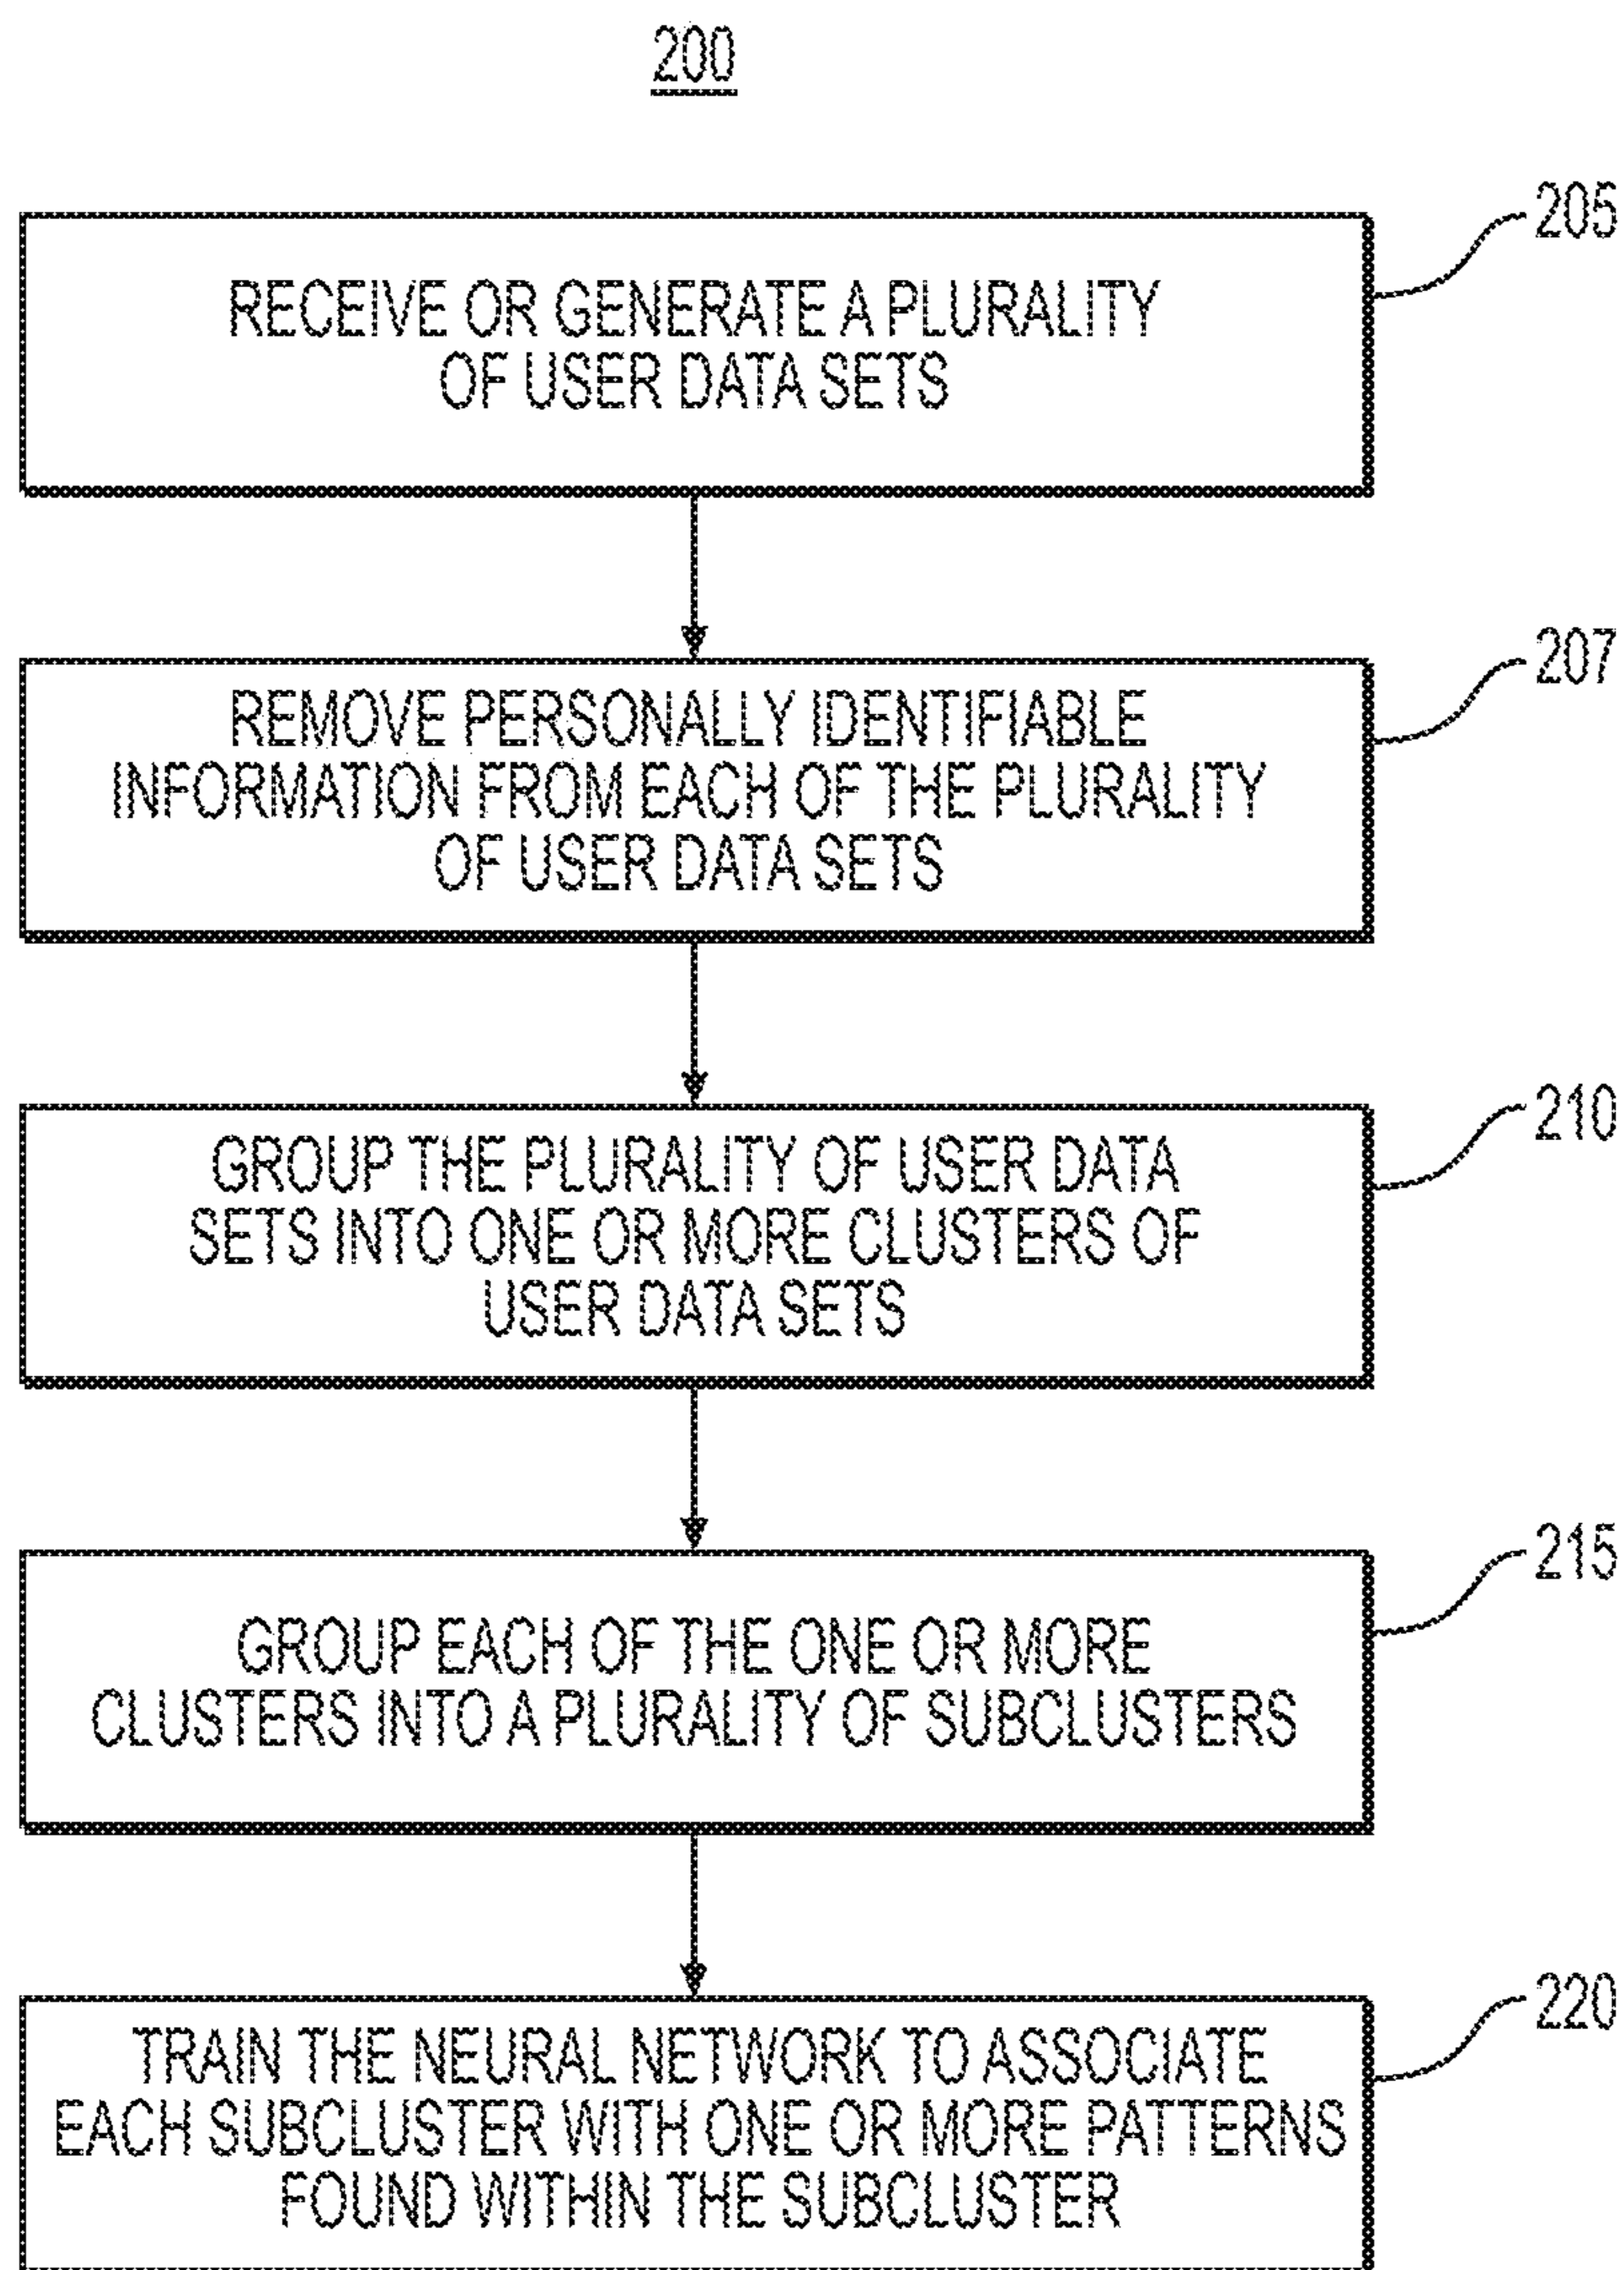 200
205
RECEIVE OR GENERATE A PLURALITY
OF USER DATA SETS
207
REMOVE PERSONALLY IDENTIFIABLE
INFORMATION FROM EACH OF THE PLURALITY
OF USER DATA SETS
210
GROUP THE PLURALITY OF USER DATA
SETS INTO ONE OR MORE CLUSTERS OF
USER DATA SETS
215
GROUP EACH OF THE ONE OR MORE
CLUSTERS INTO A PLURALITY OF SUBCLUSTERS
220
TRAIN THE NEURAL NETWORK TO ASSOCIATE
EACH SUBCLUSTER WITH ONE OR MORE PATTERNS
FOUND WITHIN THE SUBCLUSTER